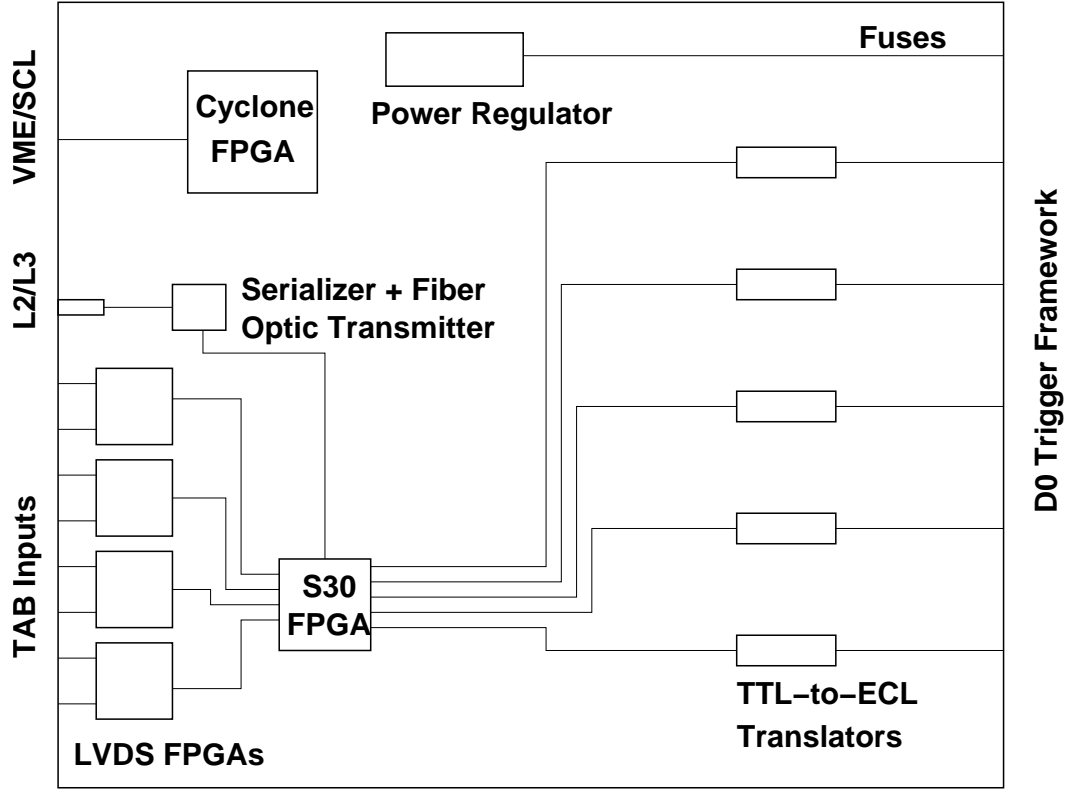 Fuses
VME/SCL
Cyclone
FPGA
Power Regulator
L2/L3
Serializer + Fiber
Optic Transmitter
D0 Trigger Framework
TAB Inputs
S30
FPGA
TTL−to−ECL
Translators
LVDS FPGAs